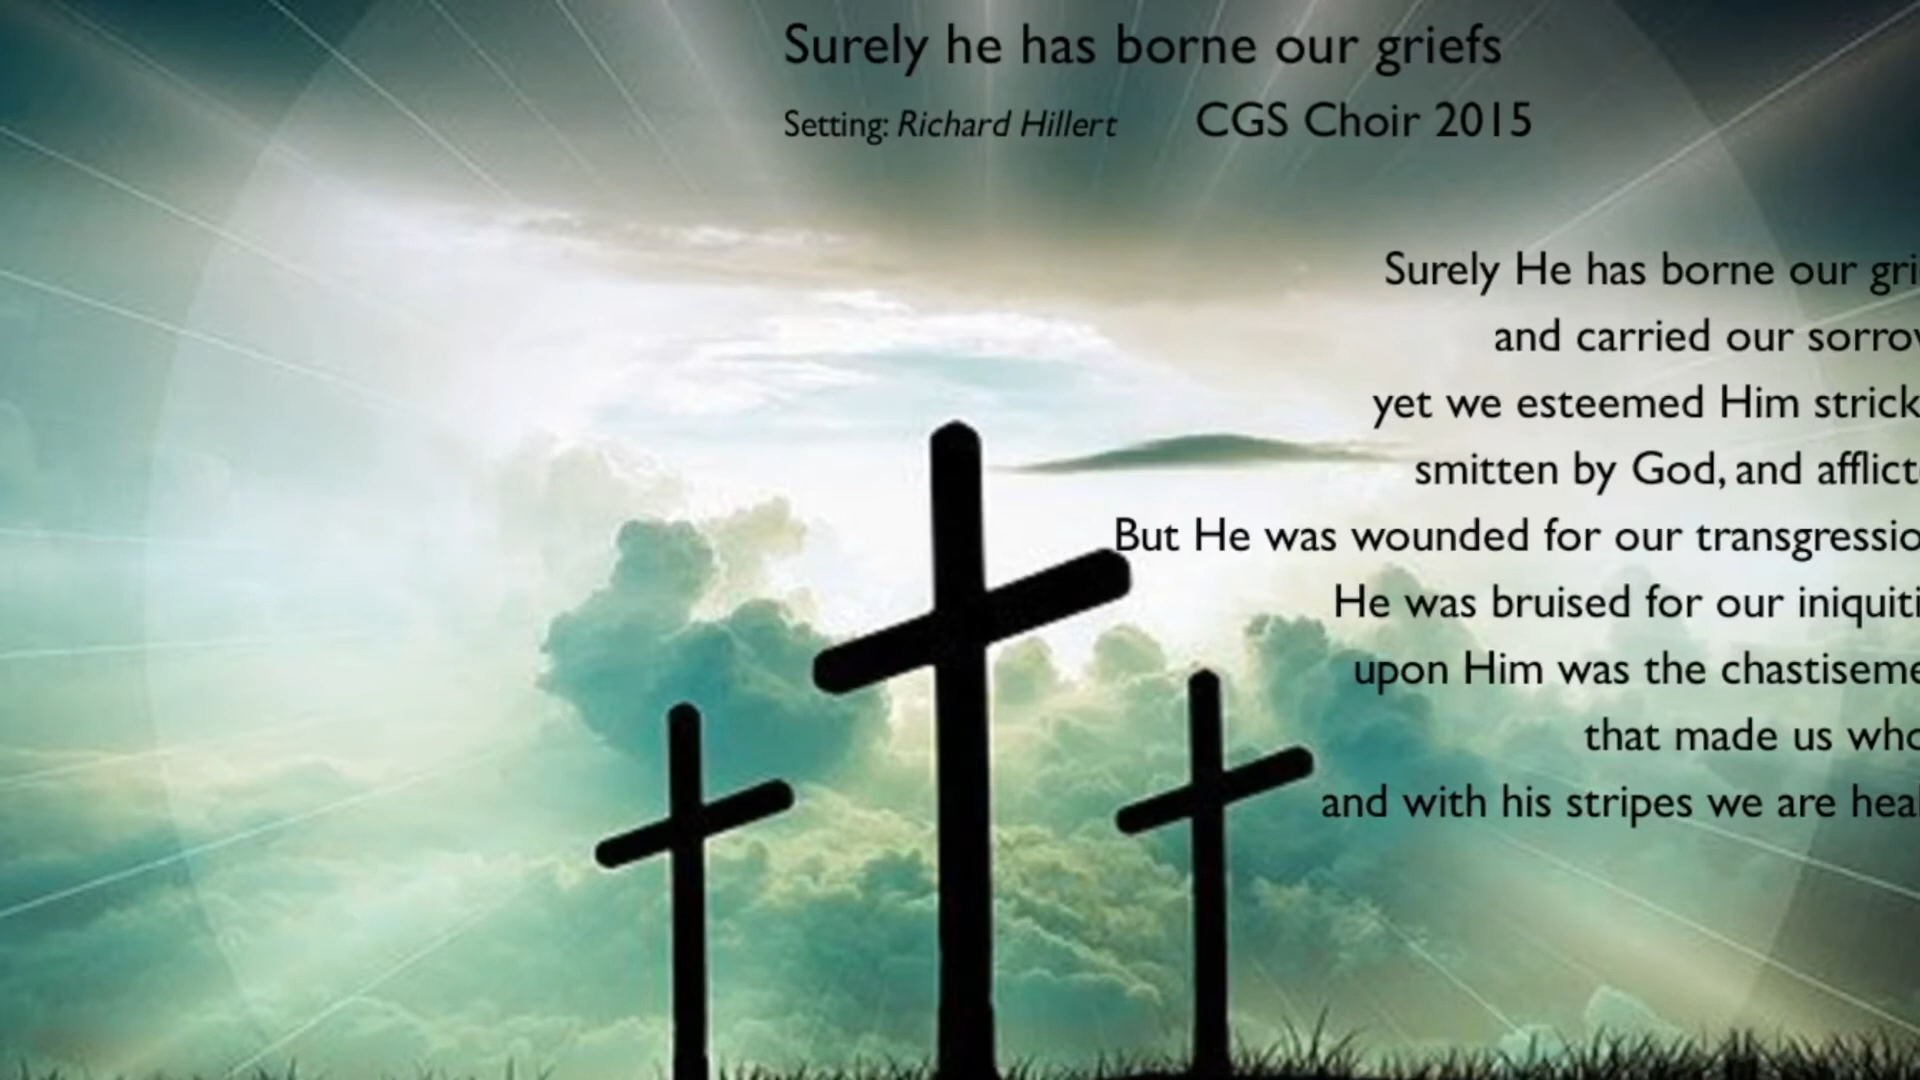 Surely he has borne our griefs
Setting: Richard Hillert CGS Choir 2015
Surely He has borne our gri
and carried our sorrow
yet we esteemed Him strick
smitten by God, and afflict
But He was wounded for our transgressio
He was bruised for our iniquiti
upon Him was the chastiseme
that made us who
and with his stripes we are heal